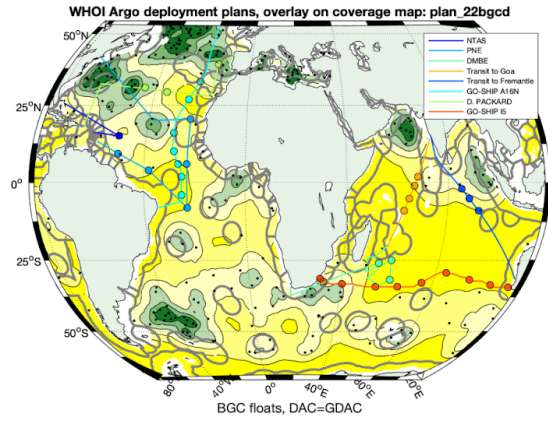 WHOI Argo deployment plans, overlay on coverage map: plan_22bgcd
50°N
25°N
0°
25°S
50°S
NTAS
PNE
DMBE
Transit to Goa
Transit to Fremantle
GO-SHIP A16N
D. PACKARD
GO-SHIP I5
80°W
40°W
0°
40°E
80°E
120°E
BGC floats, DAC=GDAC